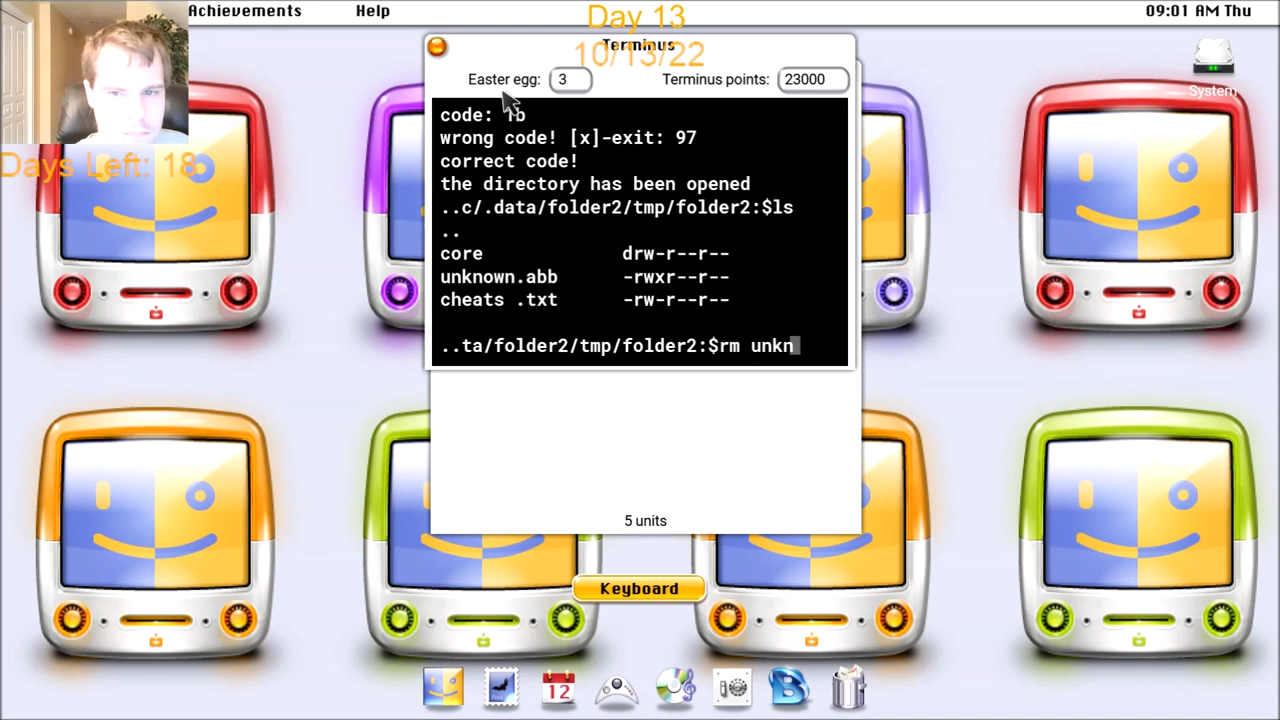 Achievements
Help
Day 13
09:01 AM Thu
Terminus
10/13/22
Easter egg: 3
Terminus points: 23000
System
code:
wrong code! [x]-exit: 97
correct code!
Days Left: 18
the directory has been opened
..c/.data/folder2/tmp/folder2:$ls
..
core drw-r--r--
unknown.abb -rwxr--r--
cheats .txt -rw-r--r--
..ta/folder2/tmp/folder2:$rm unkn
5 units
Keyboard
12